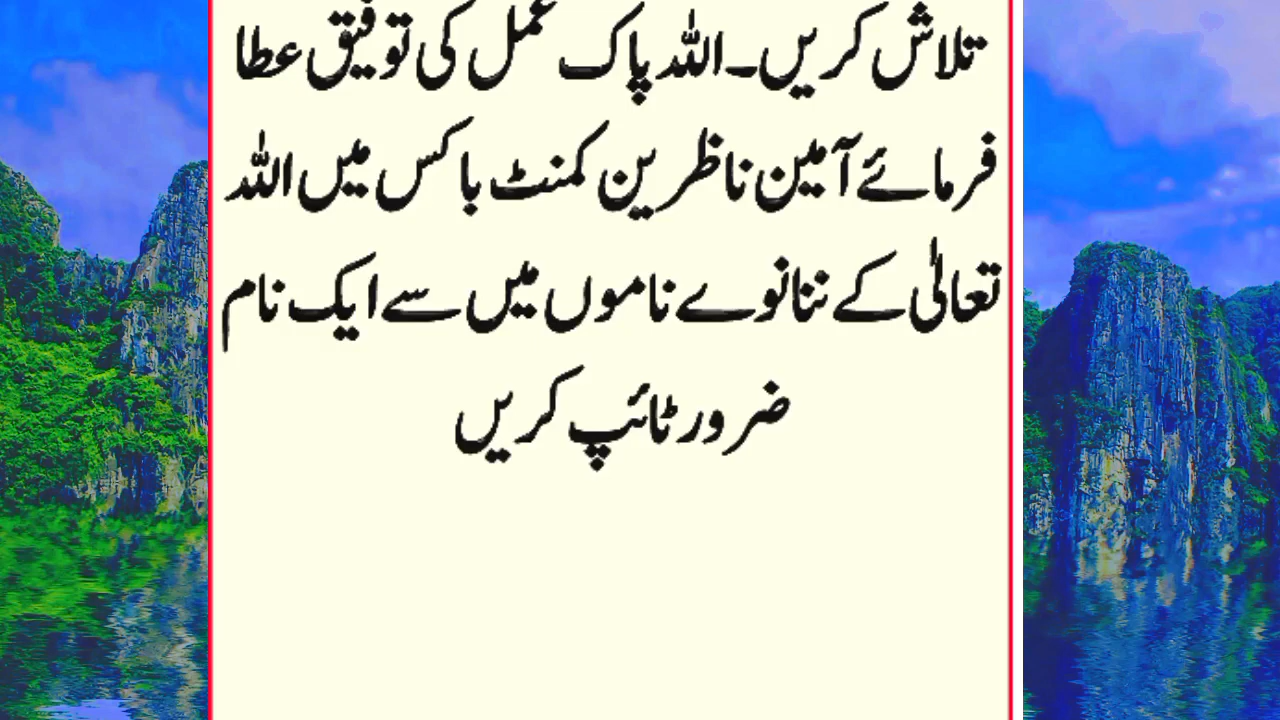 تلاش کریں۔اللہ پاک عمل کی توفیق عطا
فرمائے آمین ناظرین کمنٹ باکس میں اللہ
تعالیٰ کے ننانوے ناموں میں سے ایک نام
ضرور ٹائپ کریں